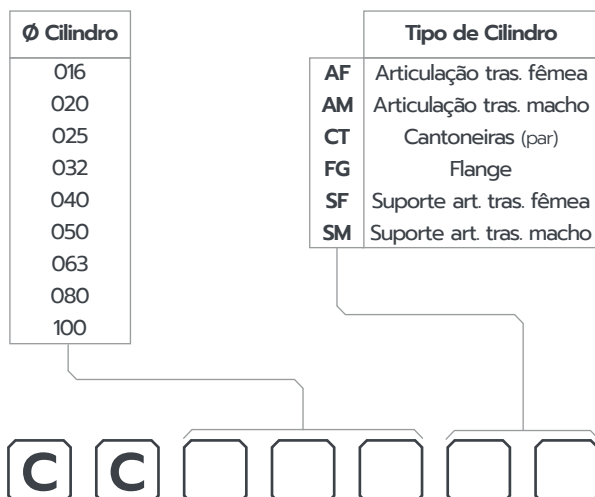 Ø Cilindro
016
020
025
032
040
050
063
080
100
Tipo de Cilindro
AF Articulação tras. fêmea
AM Articulação tras. macho
CT Cantoneiras (par)
FG Flange
SF Suporte art. tras. fêmea
SM Suporte art. tras. macho
C C